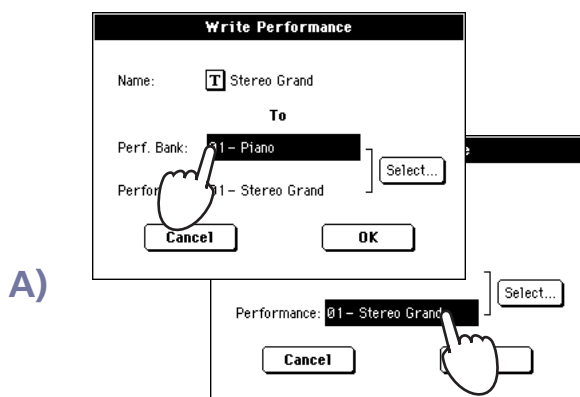 Write Performance
Name: T Stereo Grand
To
Perf. Bank: 01- Piano
Select...
01- Stereo Grand
Cancel OK
A)
Select...
Performance: 01- Stereo Grand
Cancel